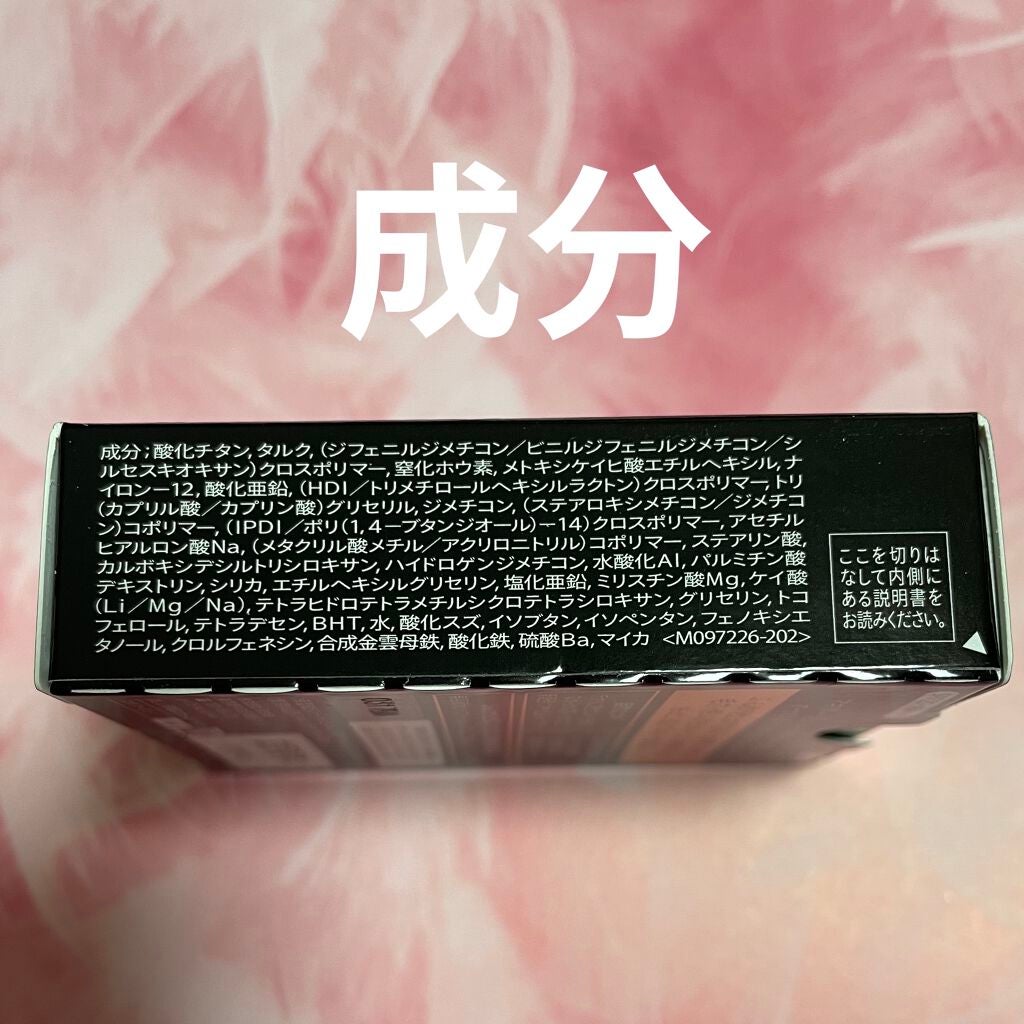 成分
成分；酸化チタン，タルク，（ジフェニルジメチコン／ビニルジフェニルジメチコン／シ
ルセスキオキサン）クロスポリマー，窒化ホウ素，メトキシケイヒ酸エチルヘキシル，ナ
イロンー12，酸化亜鉛，（HDI／トリメチロールヘキシルラクトン）クロスポリマー，トリ
（カプリル酸／カプリン酸）グリセリル，ジメチコン，（ステアロキシメチコン／ジメチコ
ン）コポリマー，（IPDI／ポリ（1，4ーブタンジオール）ー14）クロスポリマー，アセチル
ヒアルロン酸Na，（メタクリル酸メチル／アクリロニトリル）コポリマー，ステアリン酸，
カルボキシデシルトリシロキサン，ハイドロゲンジメチコン，水酸化Al，パルミチン酸
デキストリン，シリカ，エチルヘキシルグリセリン，塩化亜鉛，ミリスチン酸Mg，ケイ酸
（Li／Mg／Na），テトラヒドロテトラメチルシクロテトラシロキサン，グリセリン，トコ
フェロール，テトラデセン，BHT，水，酸化スズ，イソブタン，イソペンタン，フェノキシエ
タノール，クロルフェネシン，合成金雲母鉄，酸化鉄，硫酸Ba，マイカ <M097226-202>
ここを切りは
なして内側に
ある説明書を
お読みください。